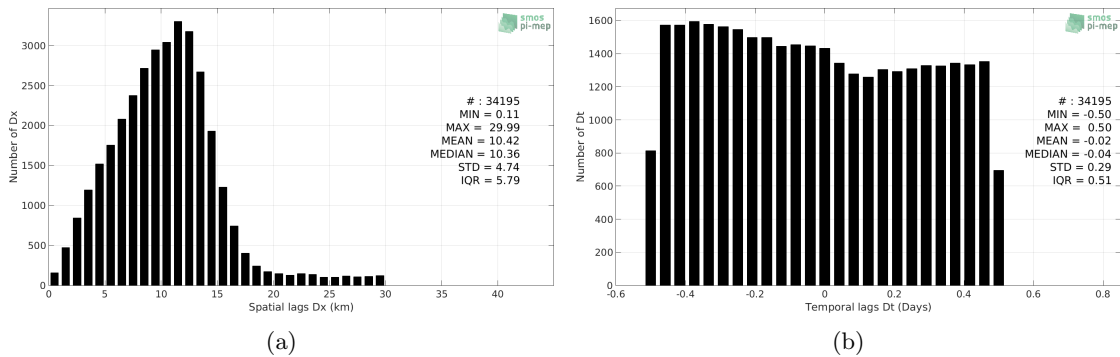 smos
pi-mep
Number of Dx
3000
2500
2000
1500
1000
500
0
# : 34195
MIN = 0.11
MAX = 29.99
MEAN = 10.42
MEDIAN = 10.36
STD = 4.74
IQR = 5.79
0 5 10 15 20 25 30 35 40
Spatial lags Dx (km)
(a)
smos
pi-mep
Number of Dt
1600
1400
1200
1000
800
600
400
200
0
# : 34195
MIN = -0.50
MAX = 0.50
MEAN = -0.02
MEDIAN = -0.04
STD = 0.29
IQR = 0.51
-0.6 -0.4 -0.2 0 0.2 0.4 0.6 0.8
Temporal lags Dt (Days)
(b)